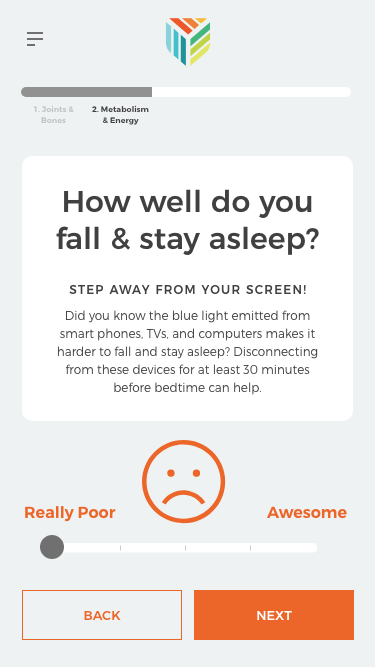 1. Joints &
Bones
2. Metabolism
& Energy
How well do you
fall & stay asleep?
STEP AWAY FROM YOUR SCREEN!
Did you know the blue light emitted from
smart phones, TVs, and computers makes it
harder to fall and stay asleep? Disconnecting
from these devices for at least 30 minutes
before bedtime can help.
Really Poor
Awesome
BACK
NEXT